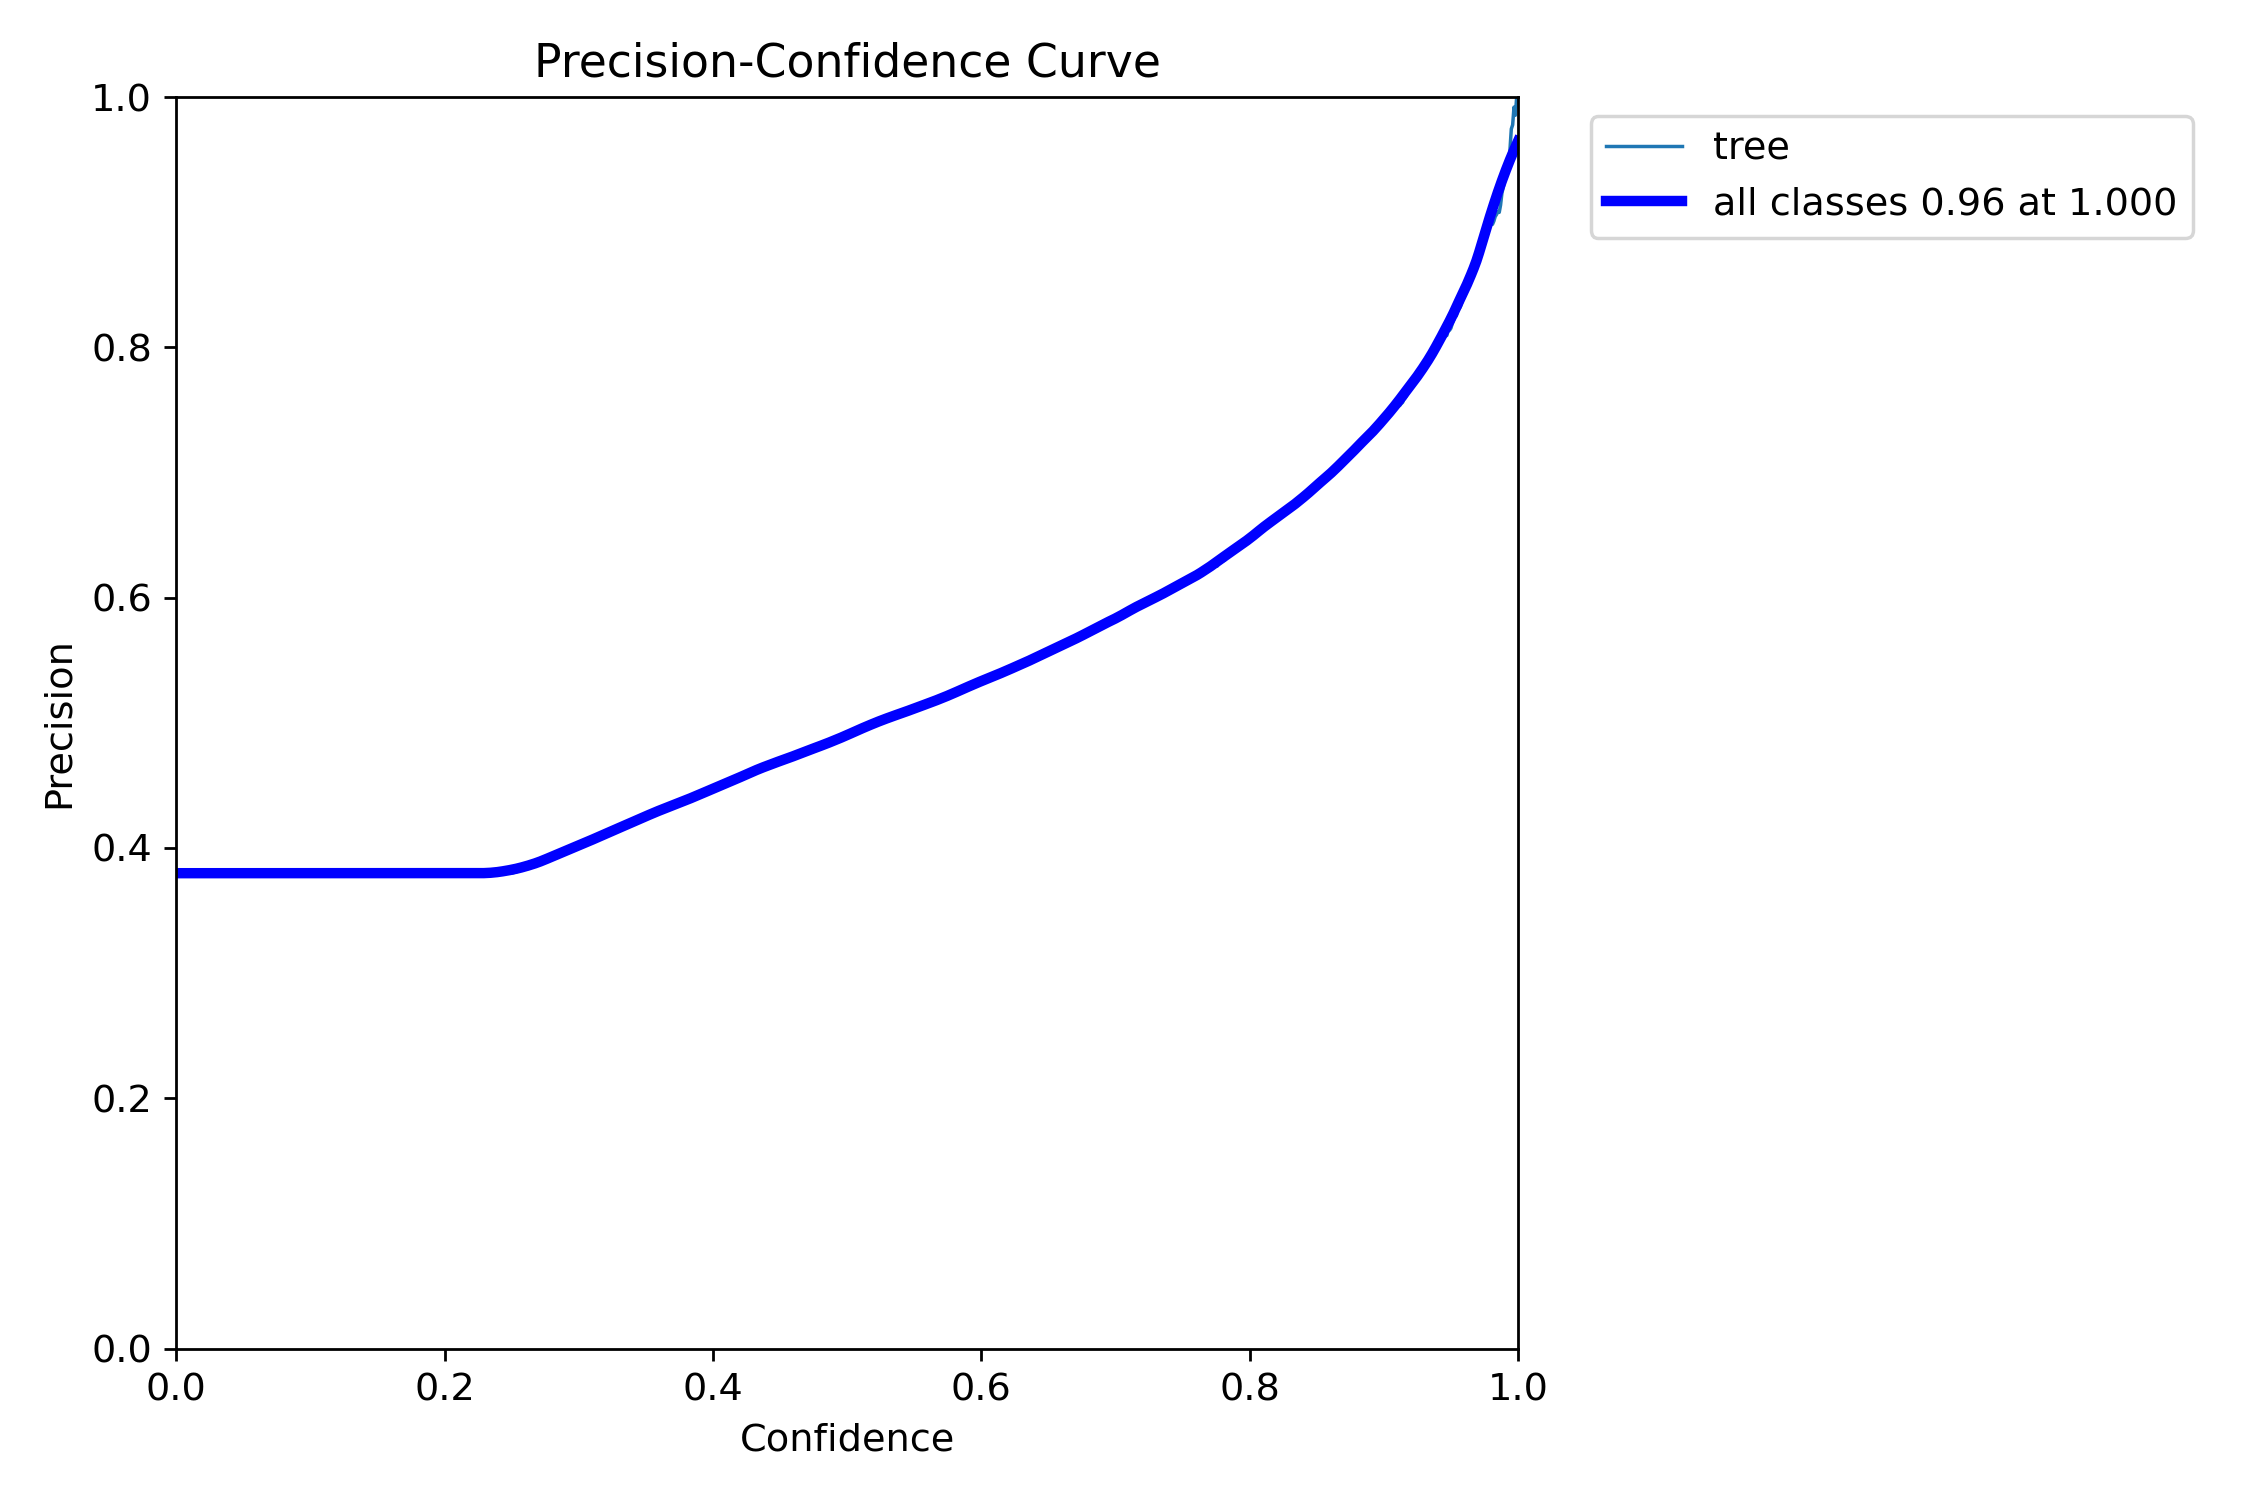 Precision-Confidence Curve
1.0
0.8
0.6
0.4
0.2
0.0
Precision
0.0 0.2 0.4 0.6 0.8 1.0
Confidence
tree
all classes 0.96 at 1.000